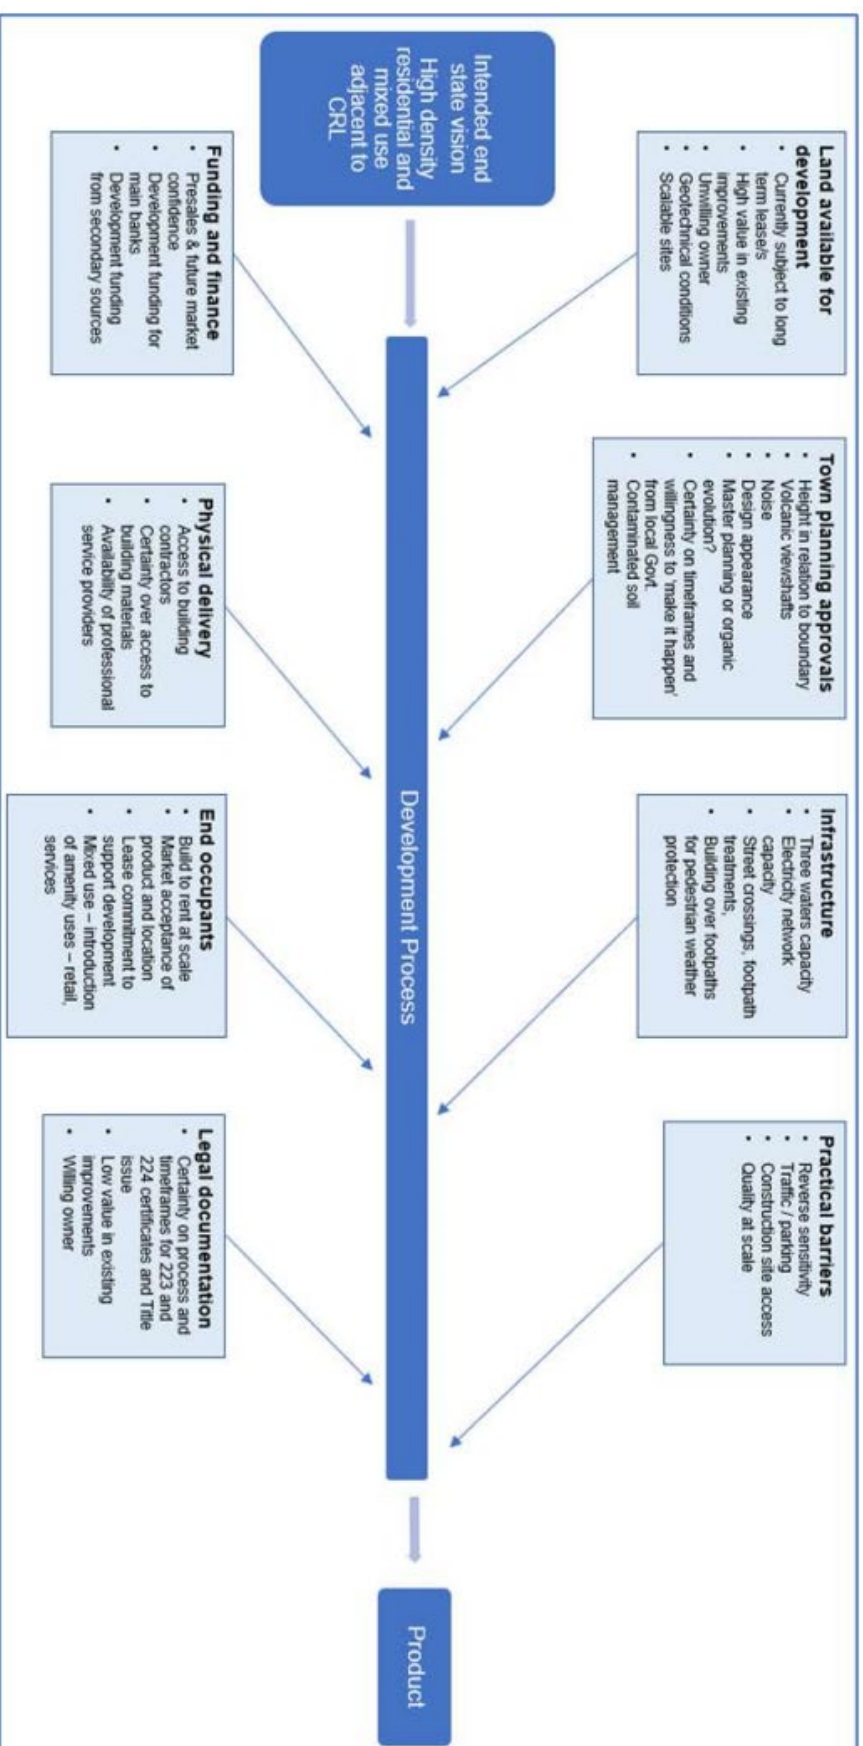 Intended end
state vision
High density
residential and
mixed use
adjacent to
CRL
Land available for
development
• Currently subject to long
term lease/s
• High value in existing
improvements
• Unwilling owner
• Geotechnical conditions
• Scalable sites
Town planning approvals
• Height in relation to boundary
• Volcanic viewshafts
• Noise
• Design appearance
• Master planning or organic
evolution?
• Certainty on timeframes and
willingness to 'make it happen'
from local Govt.
• Contaminated soil
management
Infrastructure
• Three waters capacity
• Electricity network
capacity
• Street crossings, footpath
treatments,
• Building over footpaths
for pedestrian weather
protection
Practical barriers
• Reverse sensitivity
• Traffic / parking
• Construction site access
• Quality at scale
Development Process
Product
Funding and finance
• Presales & future market
confidence
• Development funding for
main banks
• Development funding
from secondary sources
Physical delivery
• Access to building
contractors
• Certainty over access to
building materials
• Availability of professional
service providers
End occupants
• Build to rent at scale
• Market acceptance of
product and location
• Lease commitment to
support development
• Mixed use – introduction
of amenity uses – retail,
services
Legal documentation
• Certainty on process and
timeframes for 223 and
224 certificates and Title
issue
• Low value in existing
improvements
• Willing owner